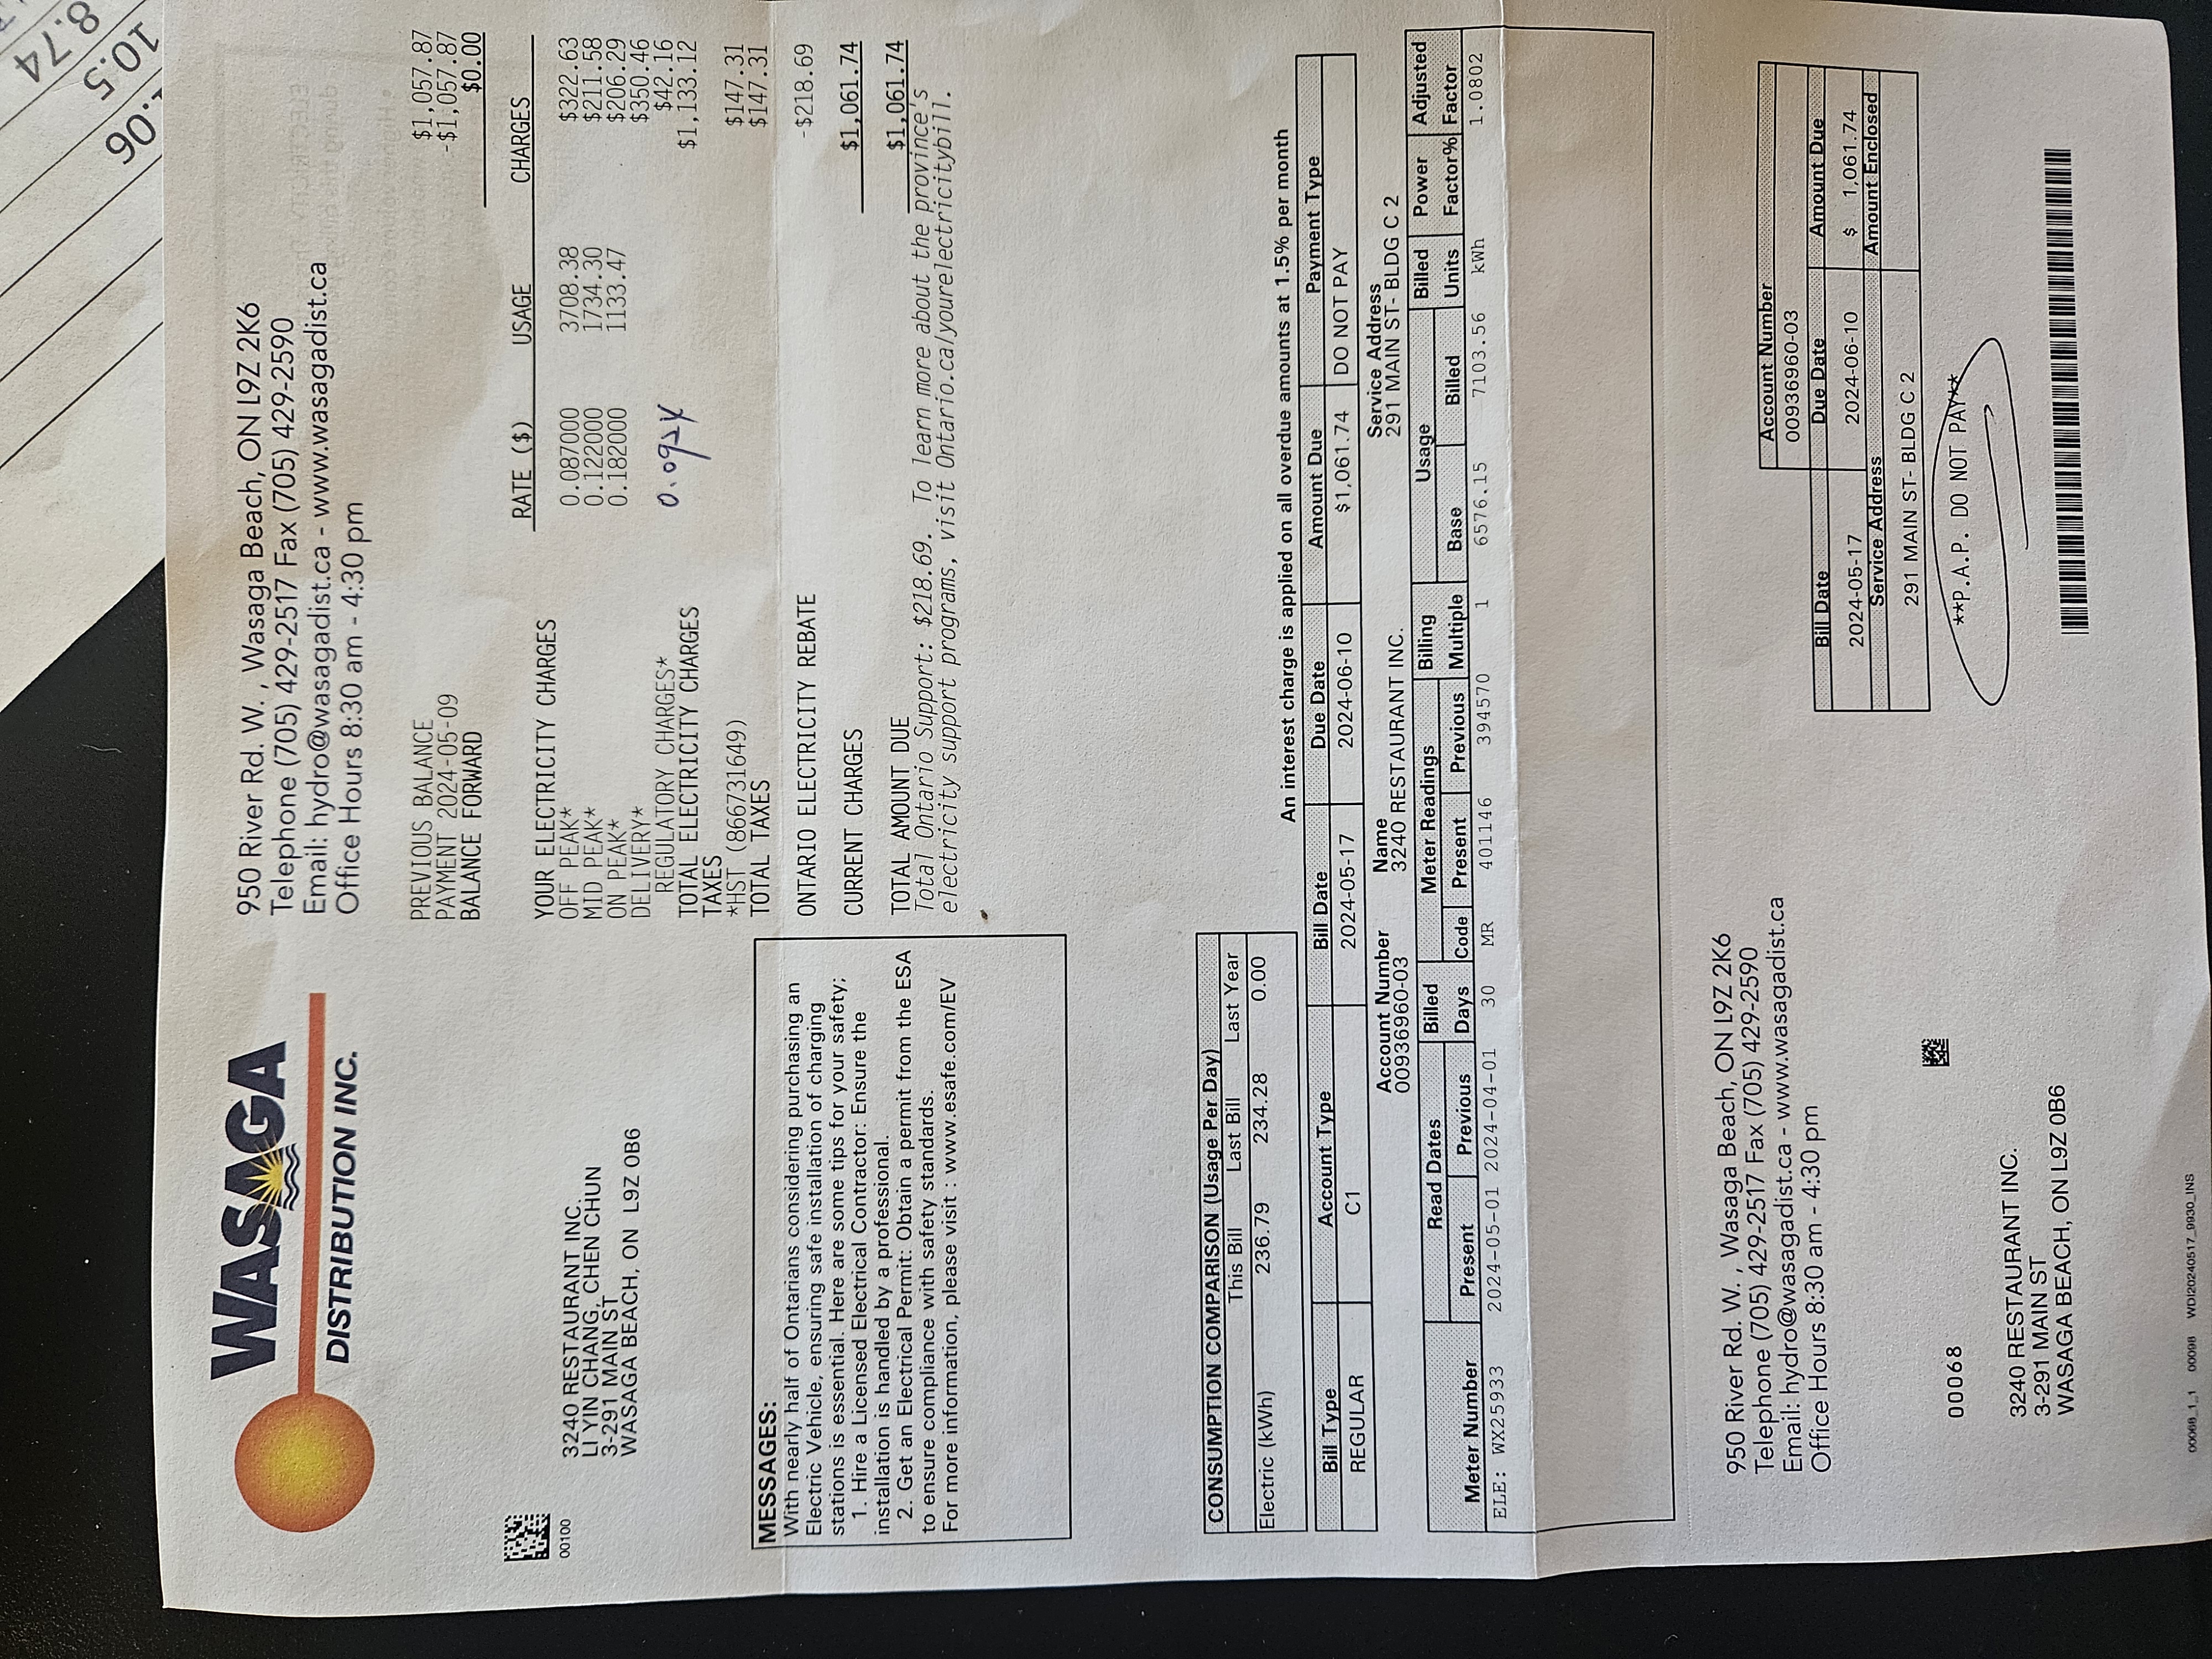 8.74
10.5
.06
WASAGA
DISTRIBUTION INC.
950 River Rd. W. , Wasaga Beach, ON L9Z 2K6
Telephone (705) 429-2517 Fax (705) 429-2590
Email: hydro@wasagadist.ca - www.wasagadist.ca
Office Hours 8:30 am - 4:30 pm
PREVIOUS BALANCE $1,057.87
PAYMENT 2024-05-09 -$1,057.87
BALANCE FORWARD $0.00
00100
3240 RESTAURANT INC.
LI YIN CHANG, CHEN CHUN
3-291 MAIN ST
WASAGA BEACH, ON L9Z 0B6
RATE ($) USAGE CHARGES
YOUR ELECTRICITY CHARGES
OFF PEAK* 0.087000 3708.38 $322.63
MID PEAK* 0.122000 1734.30 $211.58
ON PEAK* 0.182000 1133.47 $206.29
DELIVERY* $350.46
REGULATORY CHARGES* $42.16
0.0924
TOTAL ELECTRICITY CHARGES $1,133.12
TAXES
*HST (866731649) $147.31
TOTAL TAXES $147.31
ONTARIO ELECTRICITY REBATE -$218.69
CURRENT CHARGES $1,061.74
TOTAL AMOUNT DUE $1,061.74
Total Ontario Support: $218.69. To learn more about the province's
electricity support programs, visit Ontario.ca/yourelectricitybill.
MESSAGES:
With nearly half of Ontarians considering purchasing an
Electric Vehicle, ensuring safe installation of charging
stations is essential. Here are some tips for your safety;
1. Hire a Licensed Electrical Contractor: Ensure the
installation is handled by a professional.
2. Get an Electrical Permit: Obtain a permit from the ESA
to ensure compliance with safety standards.
For more information, please visit : www.esafe.com/EV
CONSUMPTION COMPARISON (Usage Per Day)
This Bill Last Bill Last Year
Electric (kWh) 236.79 234.28 0.00
An interest charge is applied on all overdue amounts at 1.5% per month
Bill Type Account Type Bill Date Due Date Amount Due Payment Type
REGULAR C1 2024-05-17 2024-06-10 $1,061.74 DO NOT PAY
Account Number Name Service Address
00936960-03 3240 RESTAURANT INC. 291 MAIN ST- BLDG C 2
Read Dates Billed Meter Readings Billing Usage Billed Power Adjusted
Meter Number Present Previous Days Code Present Previous Multiple Base Billed Units Factor% Factor
ELE: WX25933 2024-05-01 2024-04-01 30 MR 401146 394570 1 6576.15 7103.56 kWh 1.0802
950 River Rd. W. , Wasaga Beach, ON L9Z 2K6
Telephone (705) 429-2517 Fax (705) 429-2590
Email: hydro@wasagadist.ca - www.wasagadist.ca
Office Hours 8:30 am - 4:30 pm
Account Number
00936960-03
Bill Date Due Date Amount Due
2024-05-17 2024-06-10 $ 1,061.74
Service Address Amount Enclosed
291 MAIN ST- BLDG C 2
**P.A.P. DO NOT PAY**
00068
3240 RESTAURANT INC.
3-291 MAIN ST
WASAGA BEACH, ON L9Z 0B6
00068_1_1 00098 WDI20240517_9930_INS